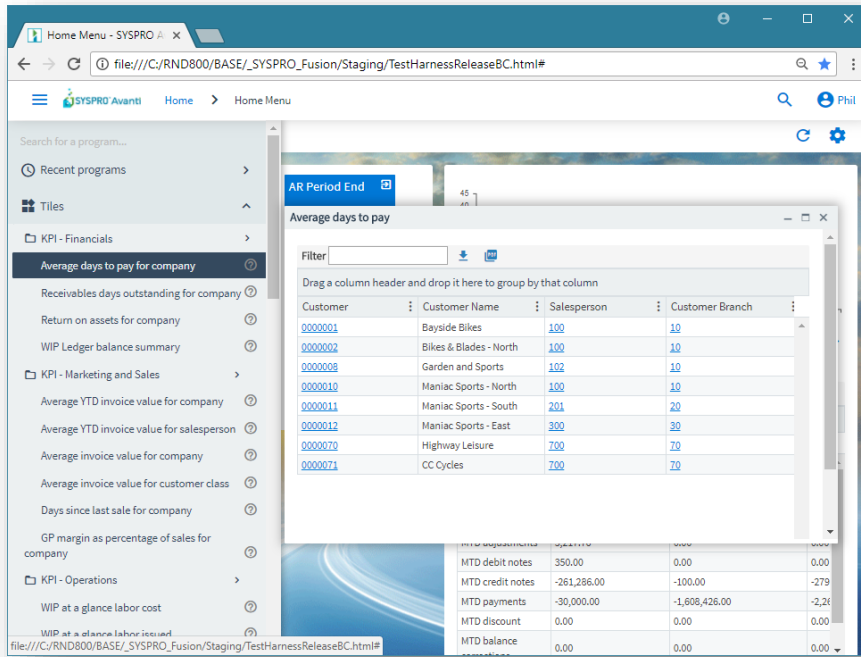 Home Menu - SYSPRO A
file:///C:/RND800/BASE/_SYSPRO_Fusion/Staging/TestHarnessReleaseBC.html#
SYSPRO Avanti Home > Home Menu Phil
Search for a program...
Recent programs
Tiles
KPI - Financials
Average days to pay for company
Receivables days outstanding for company
Return on assets for company
WIP Ledger balance summary
KPI - Marketing and Sales
Average YTD invoice value for company
Average YTD invoice value for salesperson
Average invoice value for company
Average invoice value for customer class
Days since last sale for company
GP margin as percentage of sales for
company
KPI - Operations
WIP at a glance labor cost
WIP at a glance labor issued
file:///C:/RND800/BASE/_SYSPRO_Fusion/Staging/TestHarnessReleaseBC.html#
AR Period End
45
40
Average days to pay
Filter PDF
Drag a column header and drop it here to group by that column
Customer Customer Name Salesperson Customer Branch
0000001 Bayside Bikes 100 10
0000002 Bikes & Blades - North 100 10
0000008 Garden and Sports 102 10
0000010 Maniac Sports - North 100 10
0000011 Maniac Sports - South 201 20
0000012 Maniac Sports - East 300 30
0000070 Highway Leisure 700 70
0000071 CC Cycles 700 70
MTD adjustments 0.00 0.00
MTD debit notes 350.00 0.00 0.00
MTD credit notes -261,286.00 -100.00 -279
MTD payments -30,000.00 -1,608,426.00 -2,26
MTD discount 0.00 0.00 0.00
MTD balance
corrections 0.00 0.00 0.00